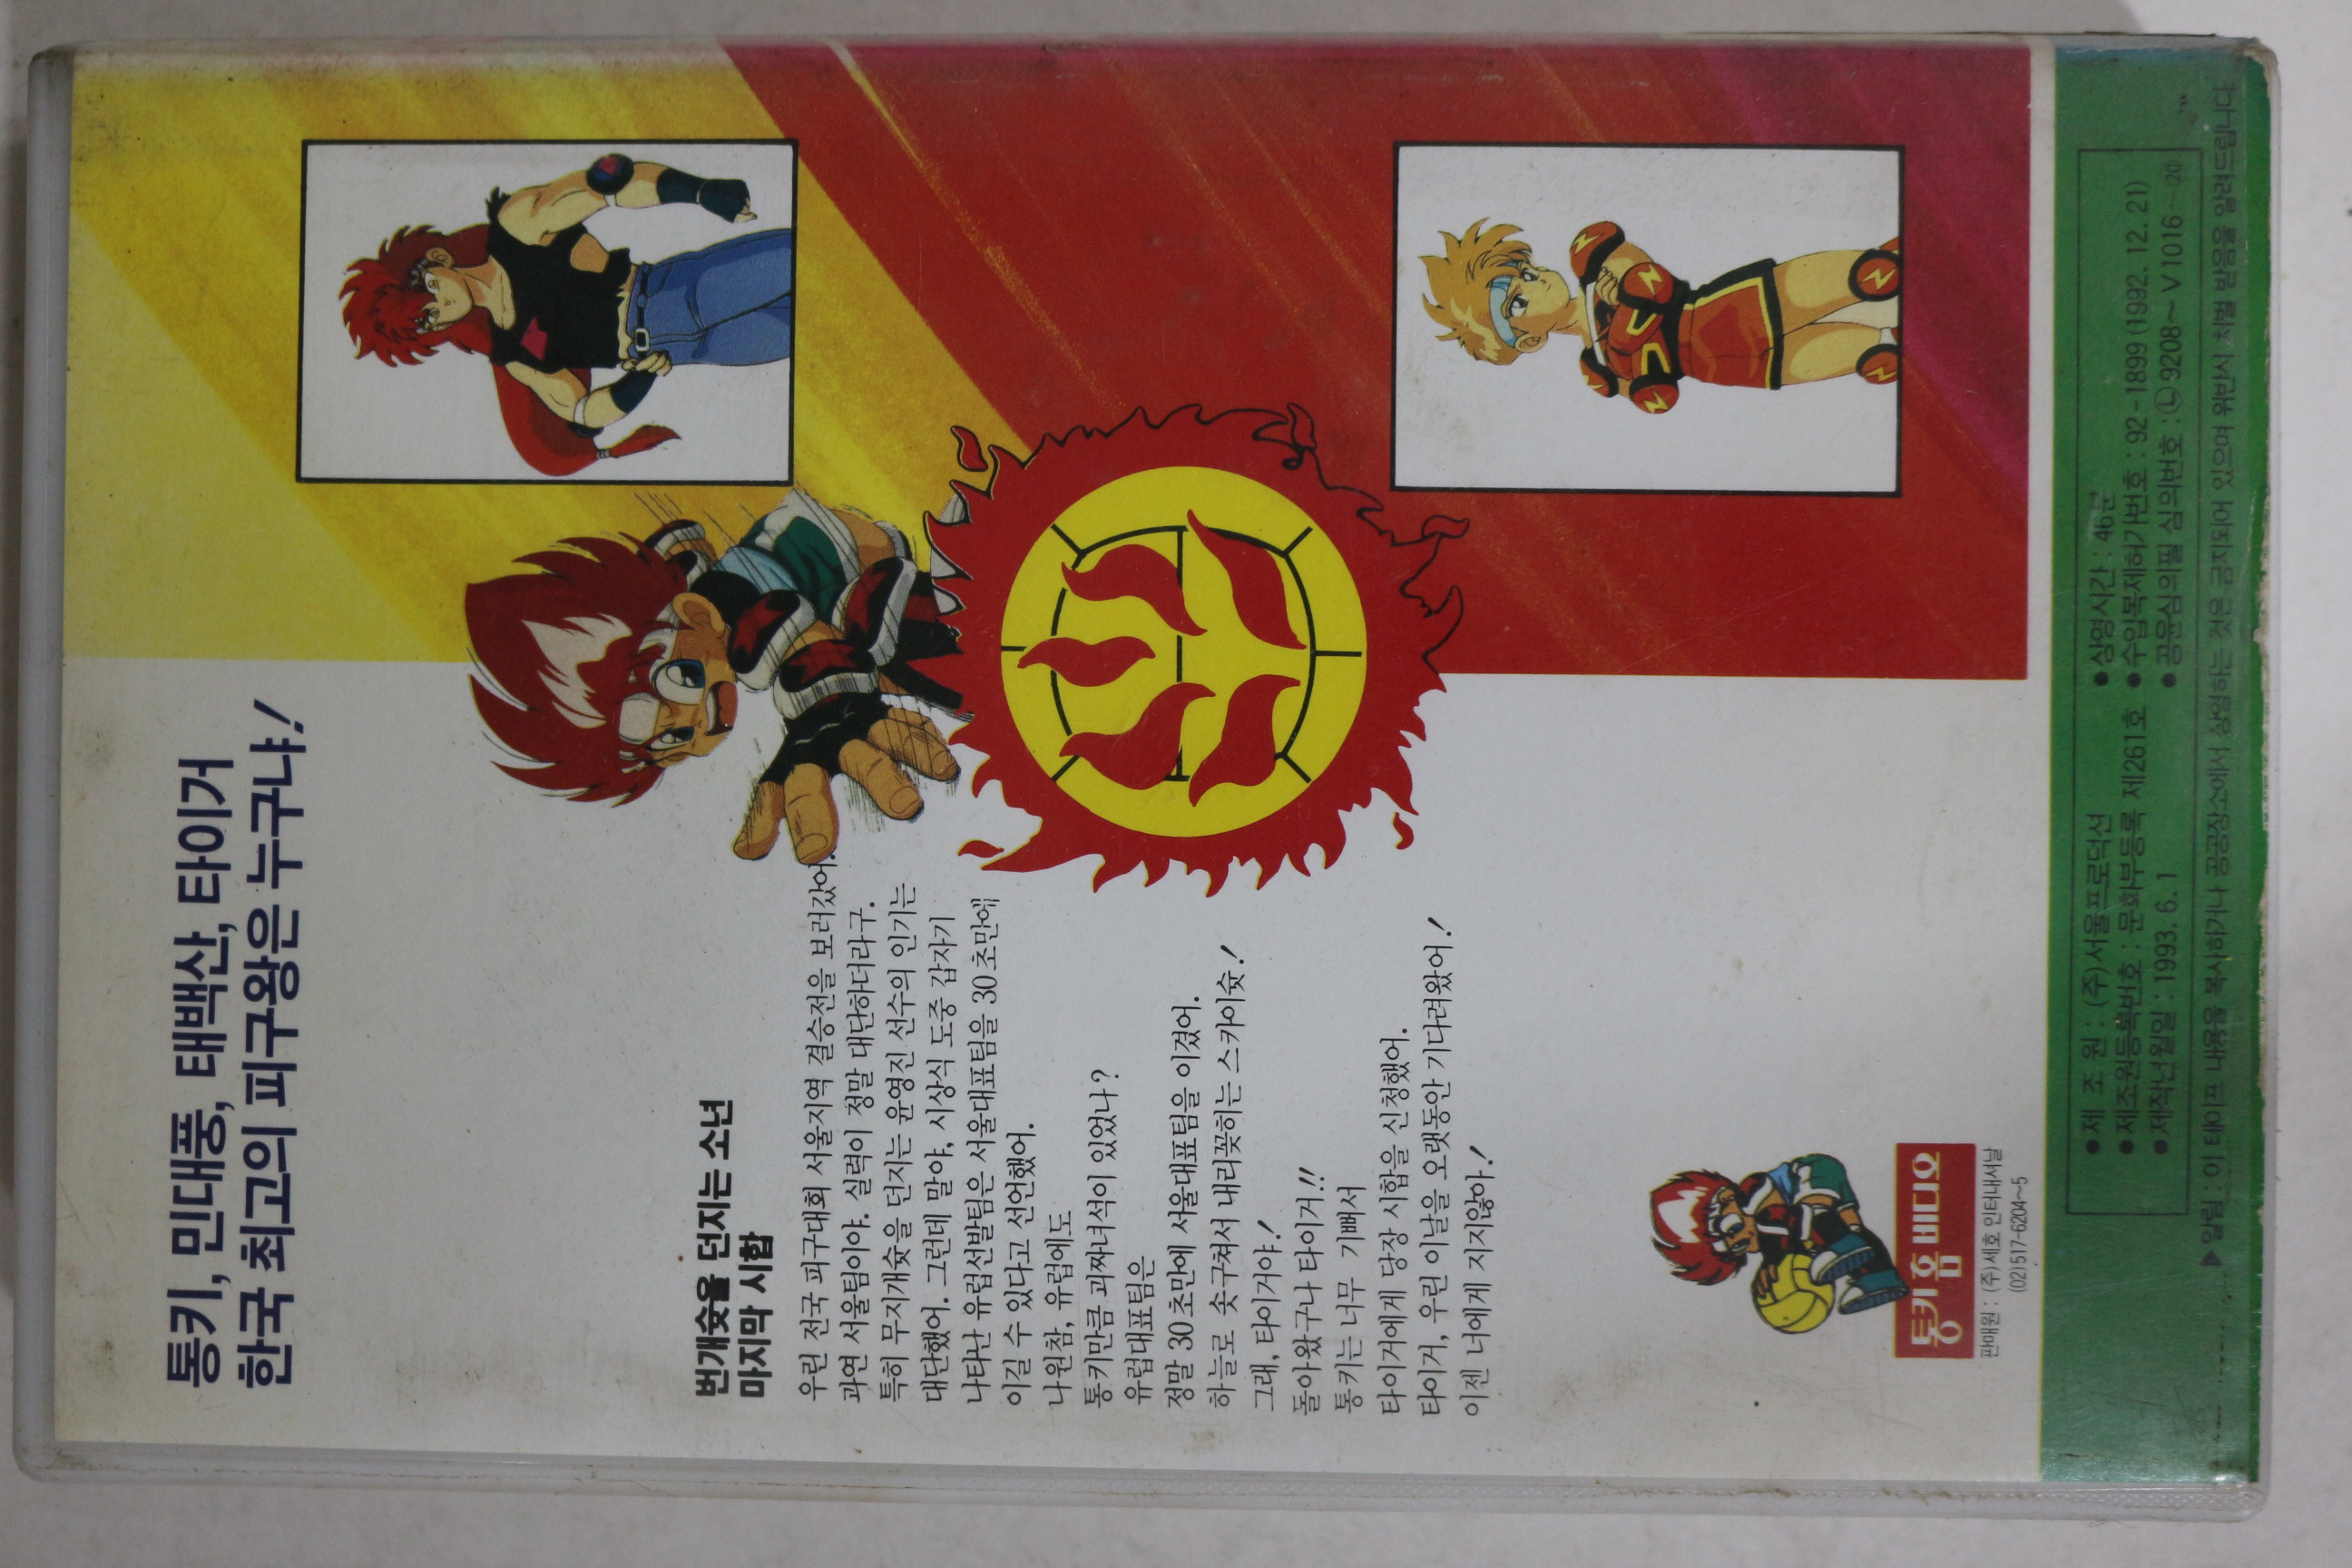 통키, 민대풍, 태백산, 타이거
한국 최고의 피구왕은 누구냐!
번개슛을 던지는 소년
마지막 시합
우린 전국 피구대회 서울지역 결승전을 보러갔어.
과연 서울팀이야. 실력이 정말 대단하더라구.
특히 무지개슛을 던지는 윤영진 선수의 인기는
대단했어. 그런데 말야, 시상식 도중 갑자기
나타난 유럽선발팀은 서울대표팀을 30초만에
이길 수 있다고 선언했어.
나원참, 유럽에도
통키만큼 괴짜녀석이 있었나?
유럽대표팀은
정말 30초만에 서울대표팀을 이겼어.
하늘로 솟구쳐서 내리꽂히는 스카이슛!
그래, 타이거야!
돌아왔구나 타이거!!
통키는 너무 기뻐서
타이거에게 당장 시합을 신청했어.
타이거, 우린 이날을 오랫동안 기다려왔어!
이젠 너에게 지지않아!
통키 홈 비디오
판매원 : (주)세호 인터내셔날
(02)517-6204~5
●제 조 원 : (주)서울프로덕션
●제조원등록번호 : 문화부등록 제261호
●제작년월일 : 1993. 6. 1
●상영시간 : 46분
●수입복제허가번호 : 92-1899 (1992. 12. 21)
●공윤심의필 심의번호 : Ⓛ 9208~V1016~⑳
▶알림 : 이 테이프 내용을 복사하거나 공공장소에서 상영하는 것은 금지되어 있으며 위반시 처벌 받음을 알려드립니다.